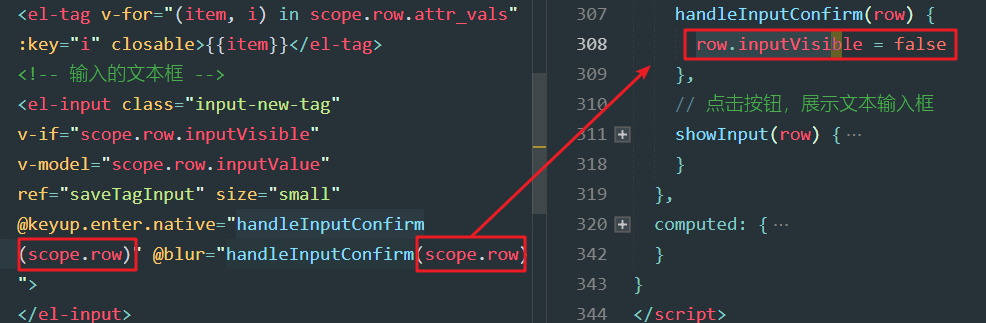 <el-tag v-for="(item, i) in scope.row.attr_vals"
:key="i" closable>{{item}}</el-tag>
<!-- 输入的文本框 -->
<el-input class="input-new-tag"
v-if="scope.row.inputVisible"
v-model="scope.row.inputValue"
ref="saveTagInput" size="small"
@keyup.enter.native="handleInputConfirm
(scope.row)" @blur="handleInputConfirm(scope.row)
">
</el-input>
307 handleInputConfirm(row) {
308 row.inputVisible = false
309 },
310 // 点击按钮，展示文本输入框
311 showInput(row) { ⋯
318 }
319 },
320 computed: { ⋯
342 }
343 }
344 </script>